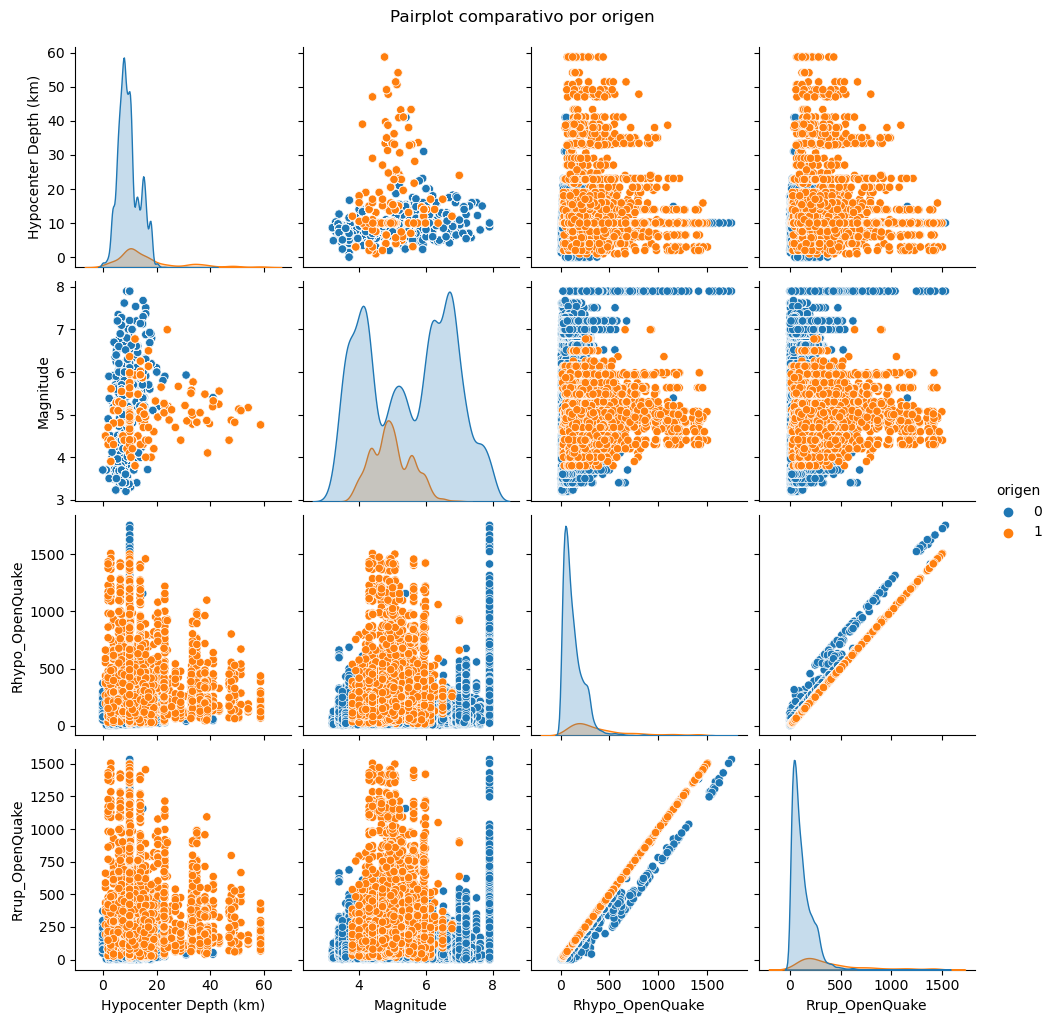 Pairplot comparativo por origen
60
50
40
30
20
10
0
Hypocenter Depth (km)
8
7
6
5
4
3
Magnitude
origen
0
1
1500
1000
500
0
Rhypo_OpenQuake
1500
1250
1000
750
500
250
0
Rrup_OpenQuake
0 20 40 60
4 6 8
0 500 1000 1500
0 500 1000 1500
Hypocenter Depth (km)
Magnitude
Rhypo_OpenQuake
Rrup_OpenQuake